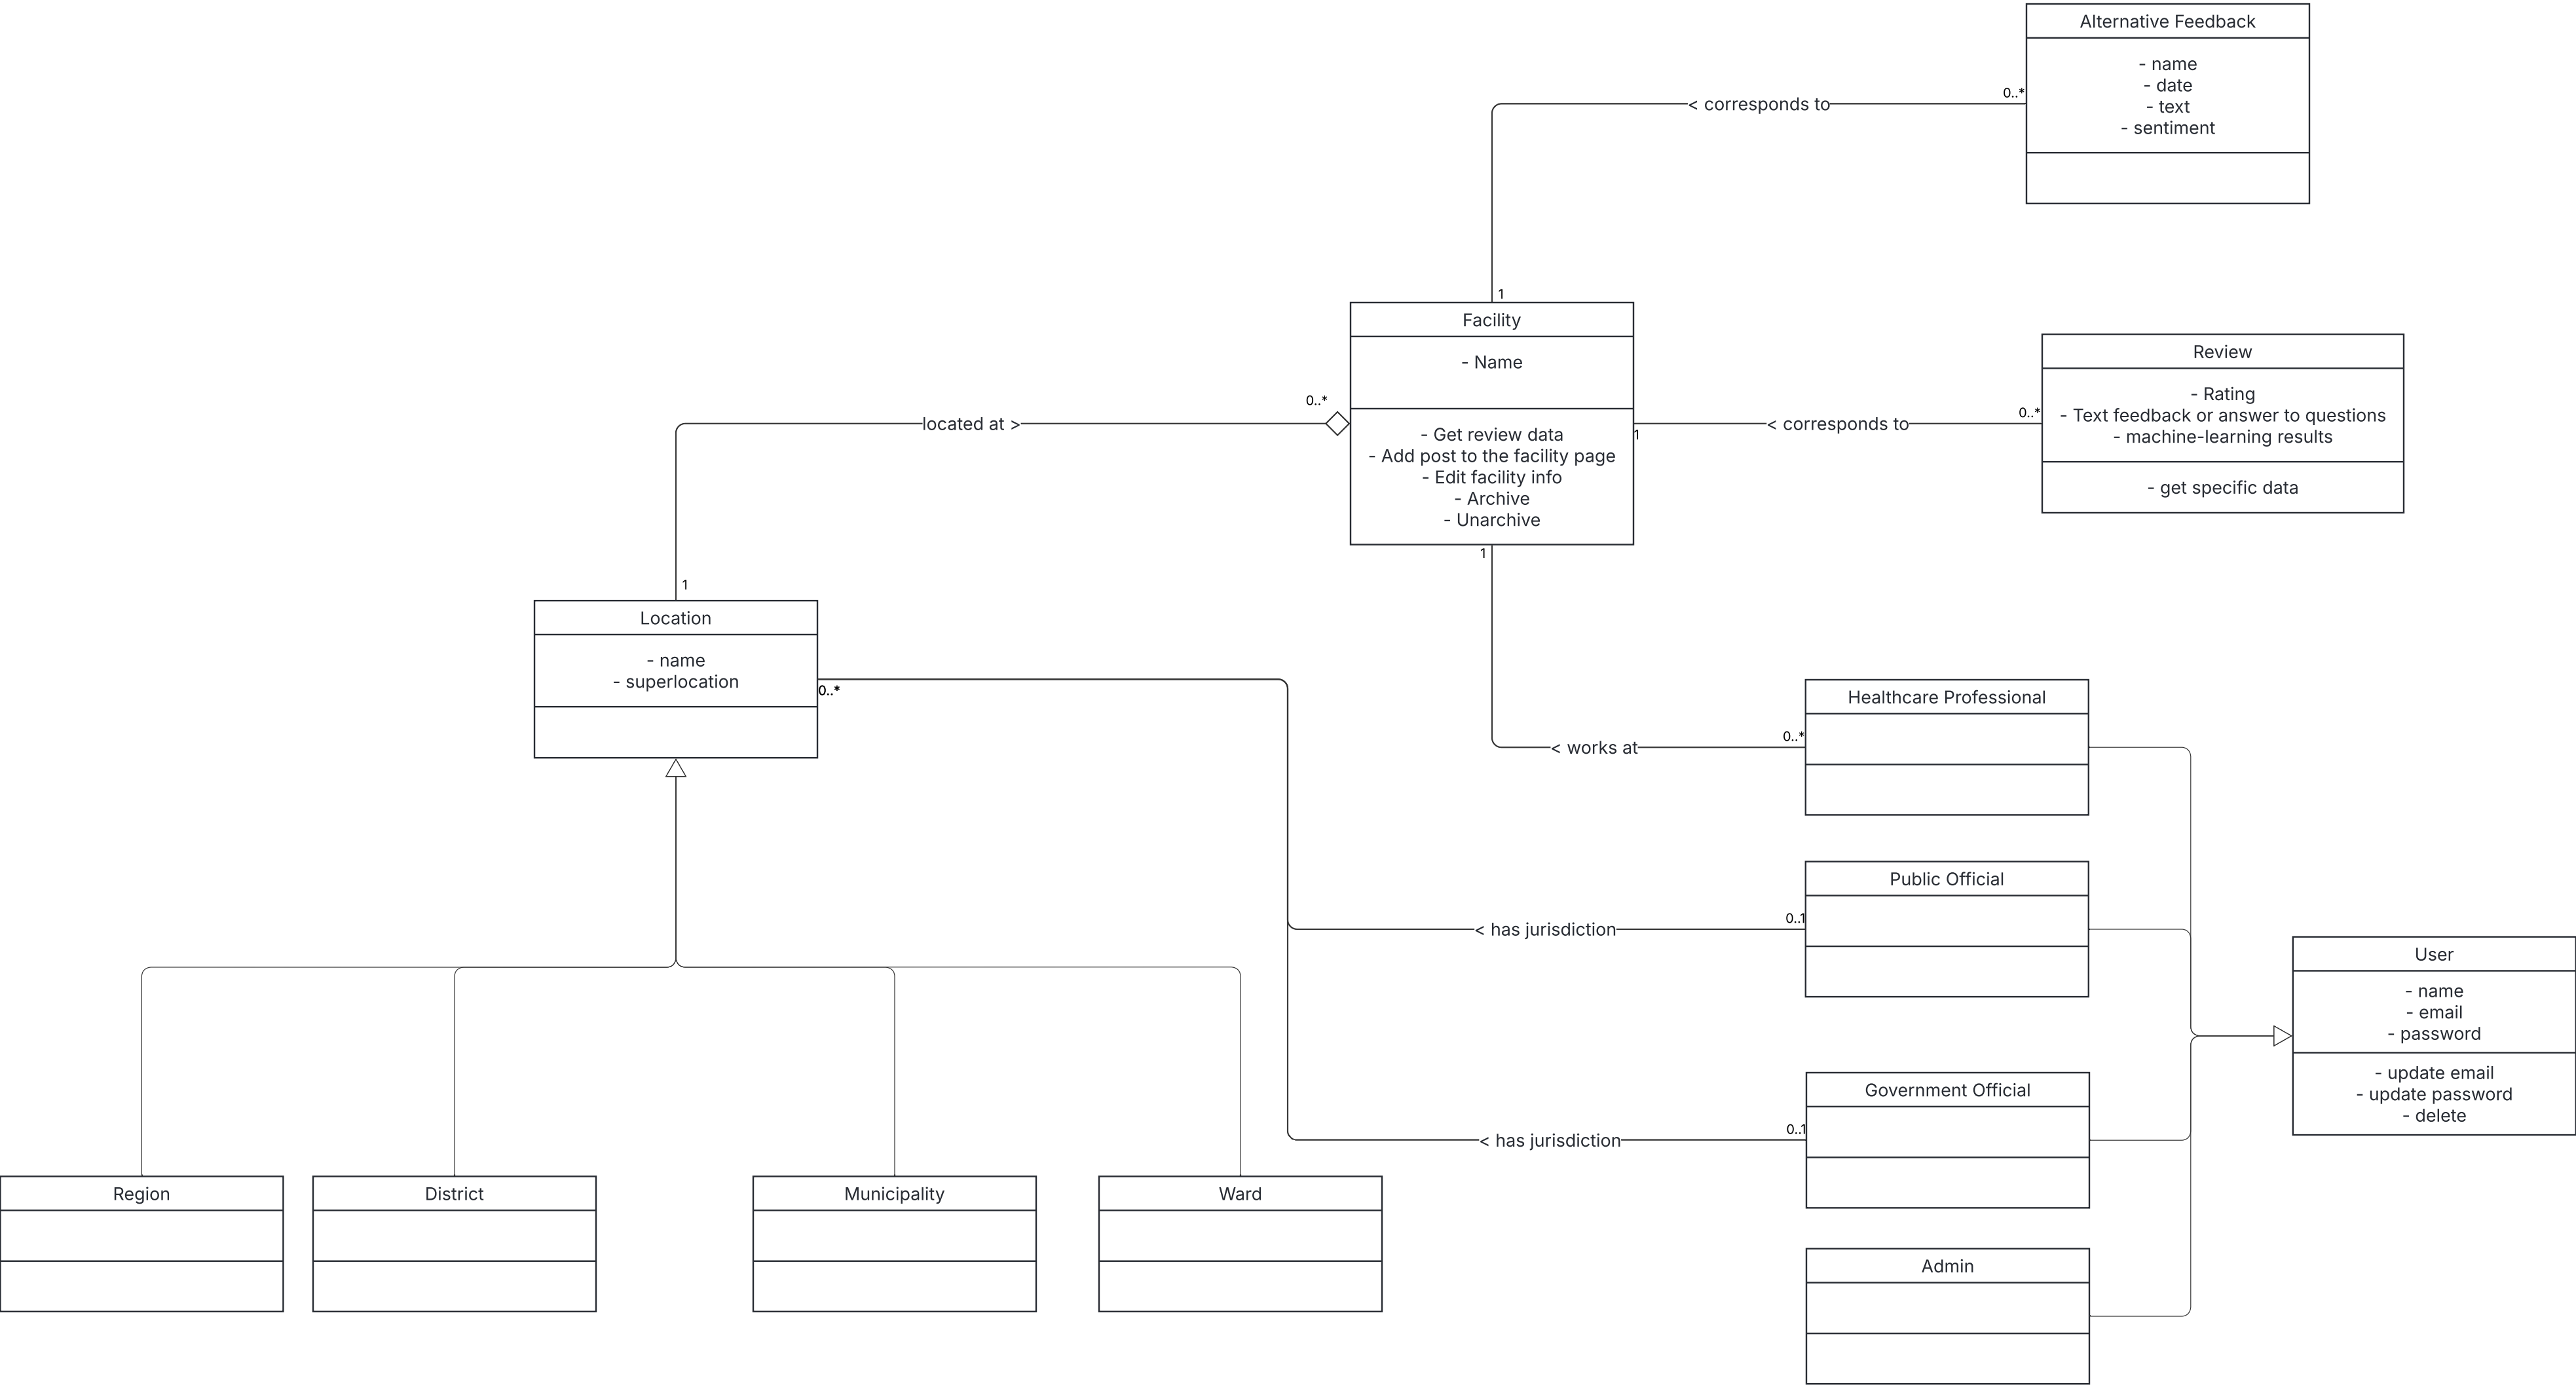 Alternative Feedback
- name
- date
- text
- sentiment
0..*
< corresponds to
1
Facility
- Name
- Get review data
- Add post to the facility page
- Edit facility info
- Archive
- Unarchive
Review
- Rating
- Text feedback or answer to questions
- machine-learning results
- get specific data
0..*
< corresponds to
1
0..*
located at >
1
Location
- name
- superlocation
0..*
1
< works at
0..*
Healthcare Professional
Public Official
0..1
< has jurisdiction
User
- name
- email
- password
- update email
- update password
- delete
Government Official
0..1
< has jurisdiction
Region
District
Municipality
Ward
Admin